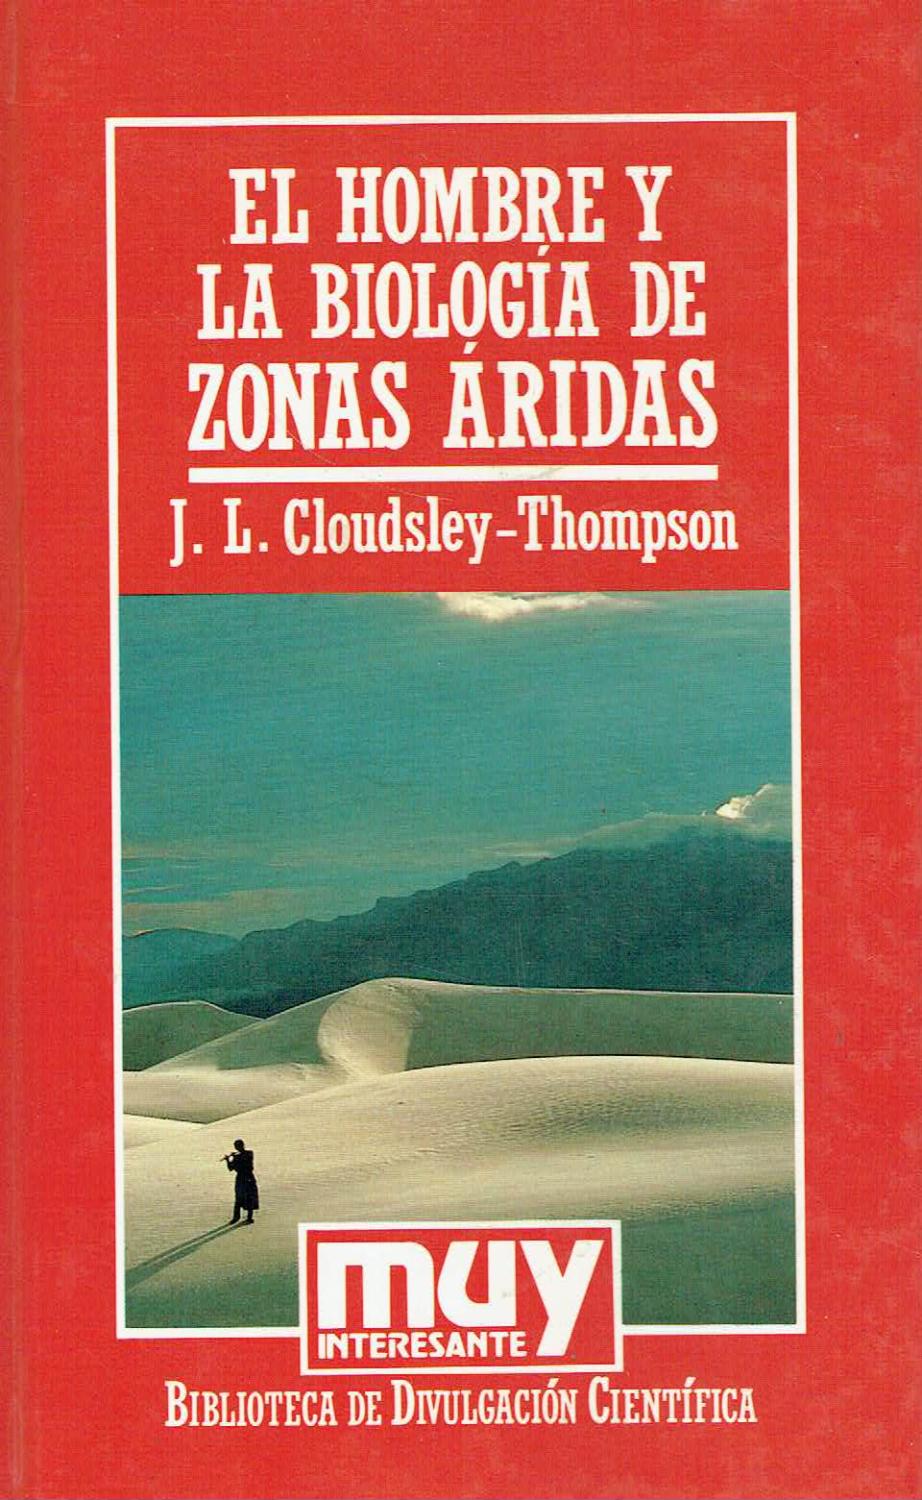 EL HOMBRE Y
LA BIOLOGÍA DE
ZONAS ÁRIDAS
J. L. Cloudsley-Thompson
muy
INTERESANTE
BIBLIOTECA DE DIVULGACIÓN CIENTÍFICA